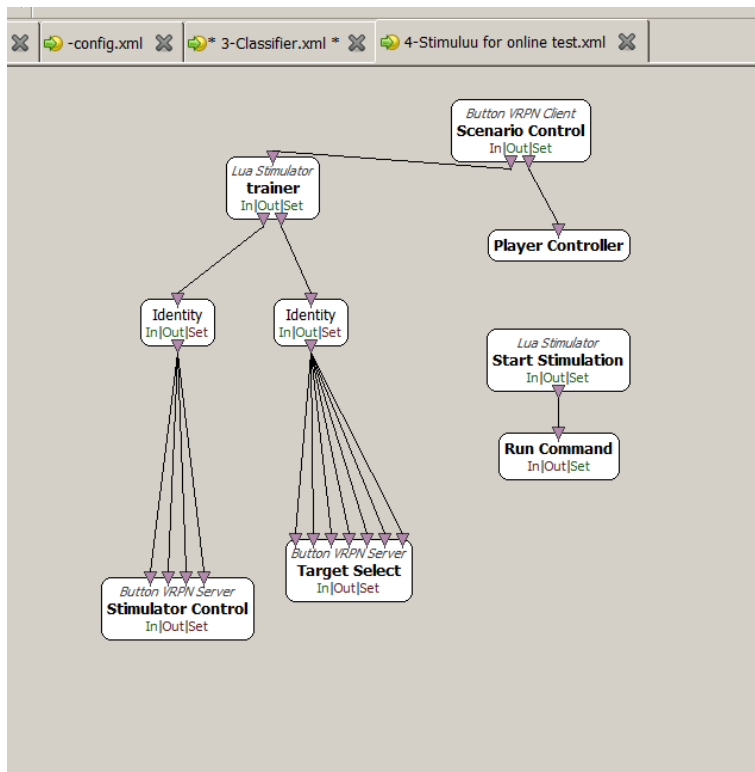 -config.xml
* 3-Classifier.xml *
4-Stimuluu for online test.xml
Button VRPN Client
Scenario Control
In|Out|Set
Lua Stimulator
trainer
In|Out|Set
Player Controller
Identity
In|Out|Set
Identity
In|Out|Set
Lua Stimulator
Start Stimulation
In|Out|Set
Run Command
In|Out|Set
Button VRPN Server
Target Select
In|Out|Set
Button VRPN Server
Stimulator Control
In|Out|Set